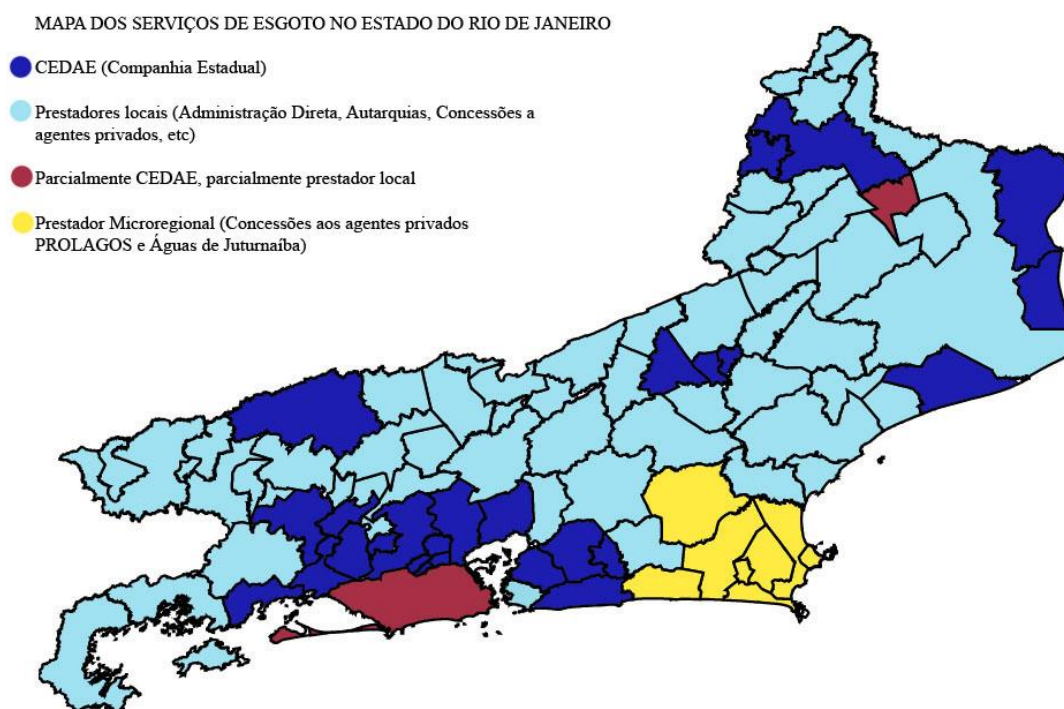 MAPA DOS SERVIÇOS DE ESGOTO NO ESTADO DO RIO DE JANEIRO
CEDAE (Companhia Estadual)
Prestadores locais (Administração Direta, Autarquias, Concessões a
agentes privados, etc)
Parcialmente CEDAE, parcialmente prestador local
Prestador Microregional (Concessões aos agentes privados
PROLAGOS e Águas de Juturnaíba)